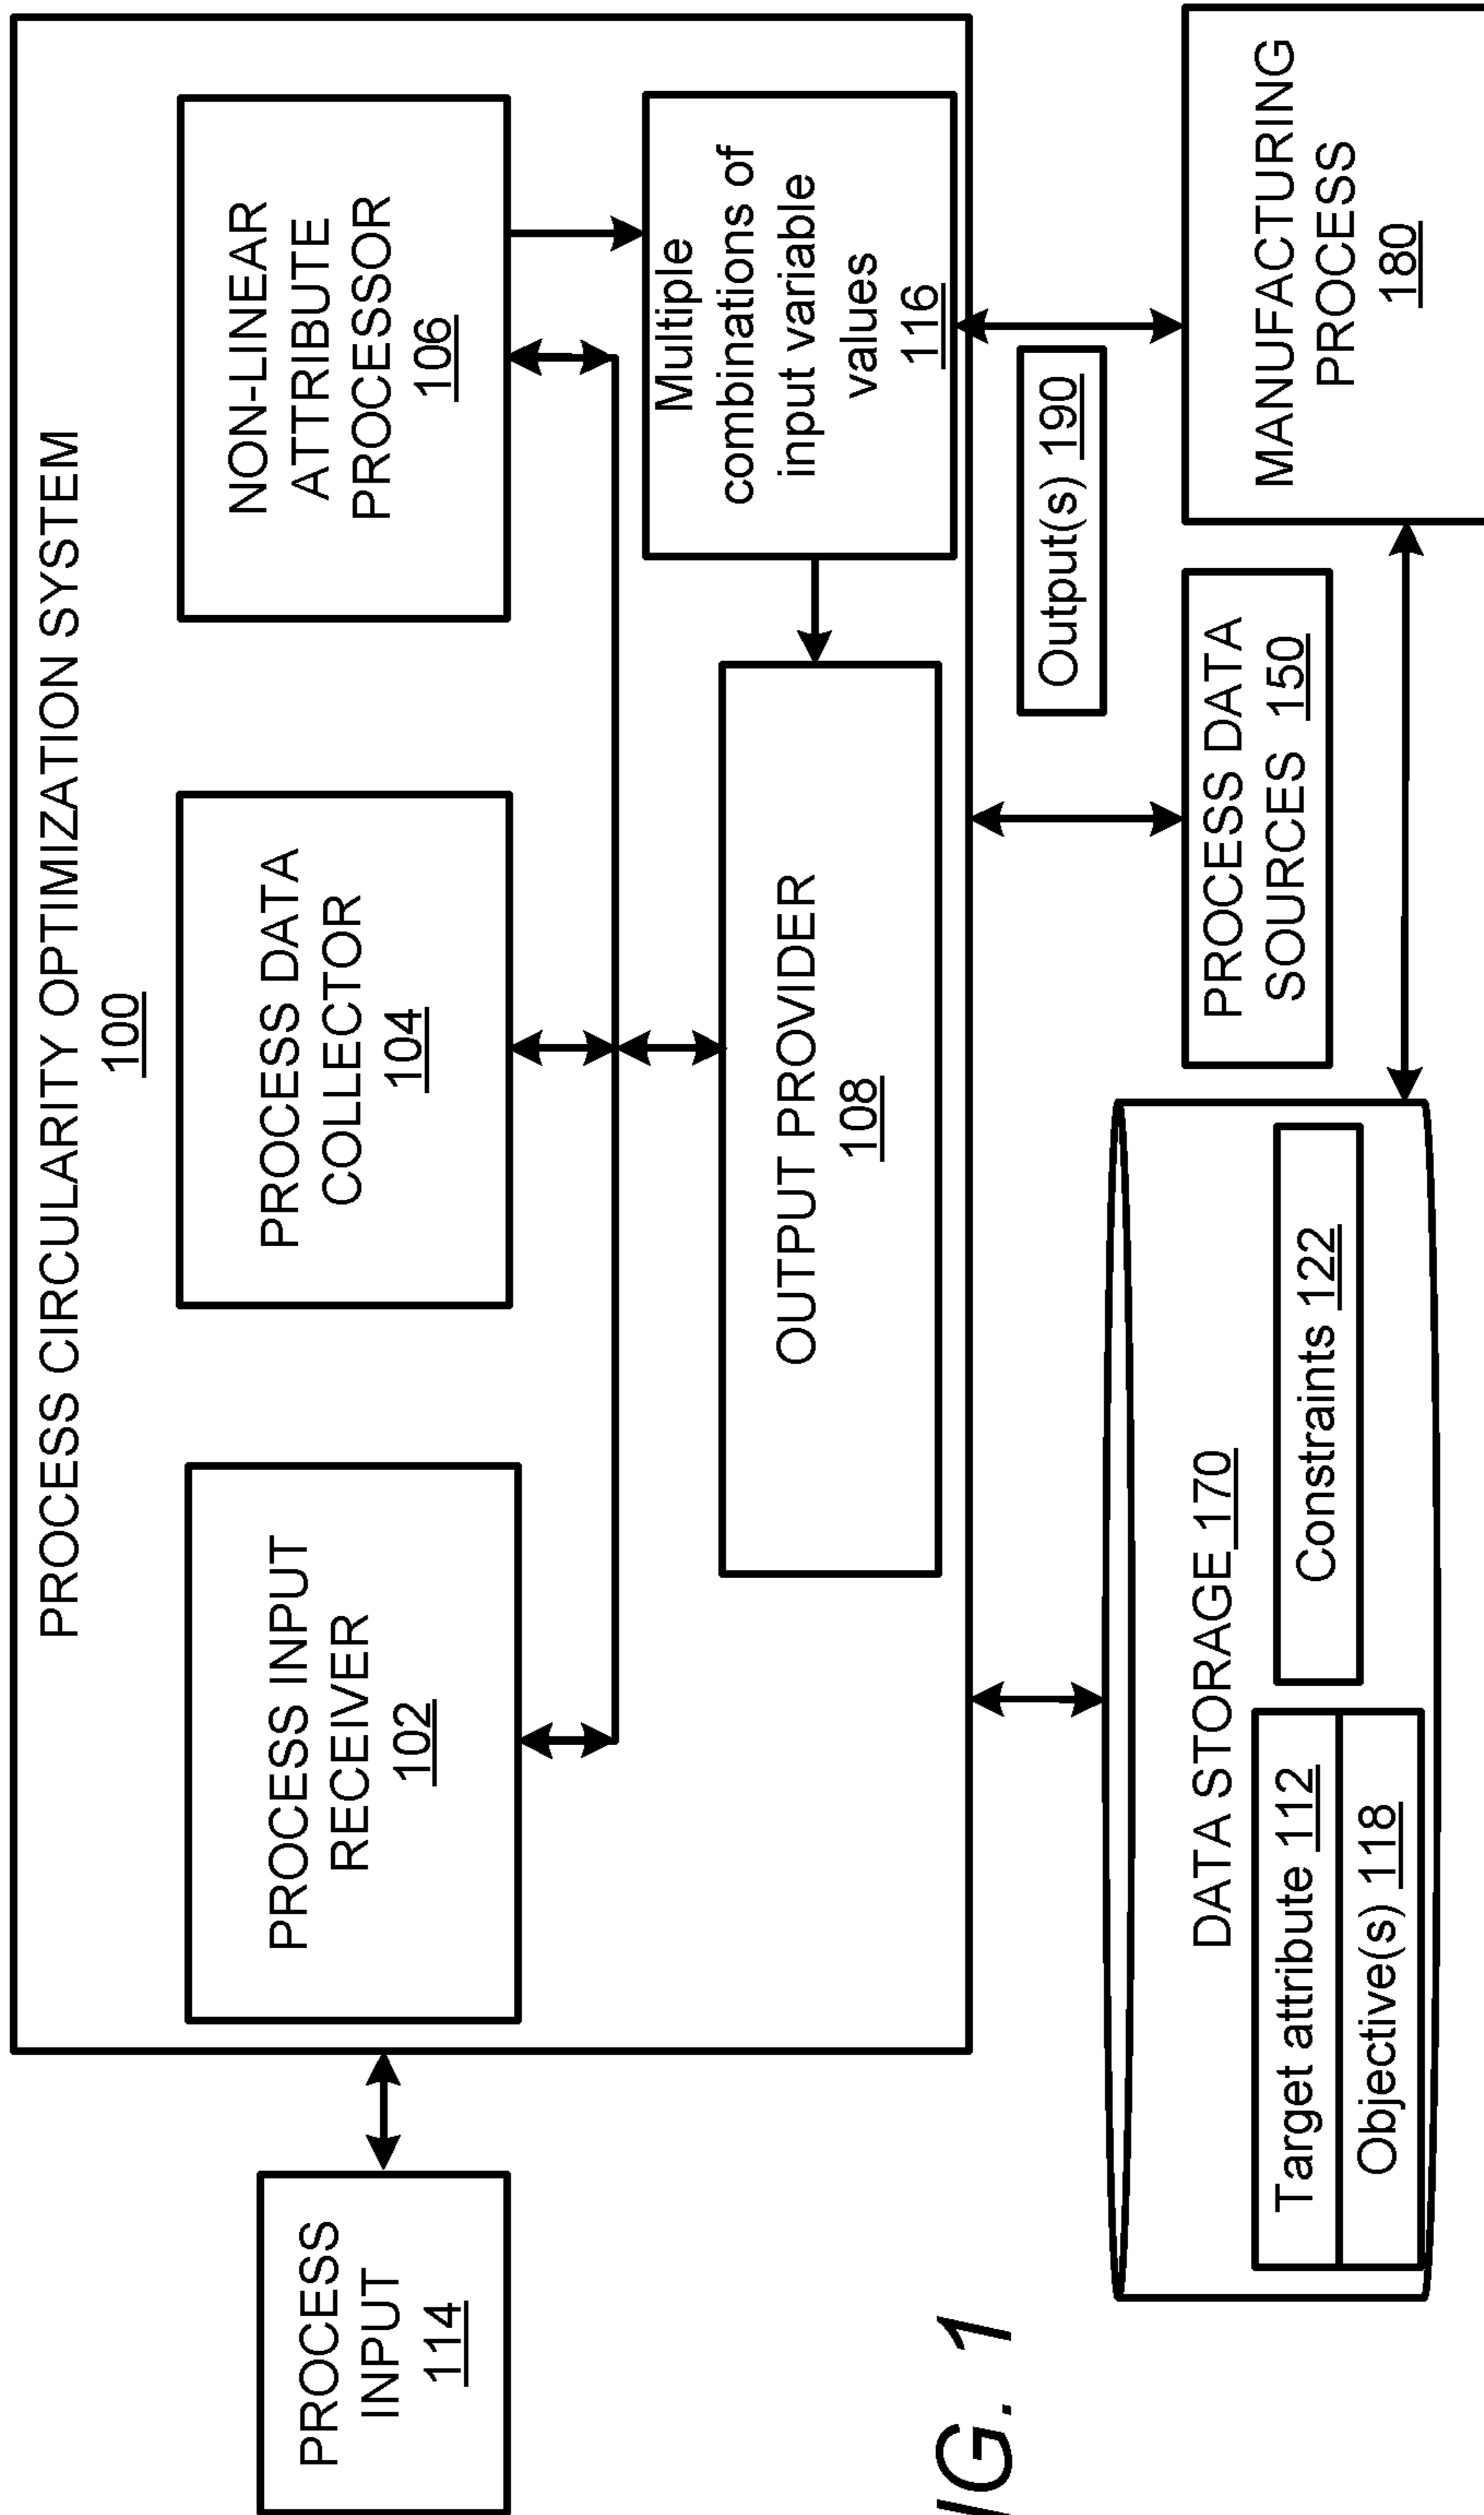 PROCESS CIRCULARITY OPTIMIZATION SYSTEM
100
PROCESS
INPUT
114
PROCESS INPUT
RECEIVER
102
PROCESS DATA
COLLECTOR
104
NON-LINEAR
ATTRIBUTE
PROCESSOR
106
OUTPUT PROVIDER
108
Multiple
combinations of
input variable
values
116
Output(s) 190
DATA STORAGE 170
Target attribute 112
Objective(s) 118
Constraints 122
PROCESS DATA
SOURCES 150
MANUFACTURING
PROCESS
180
IG. 1